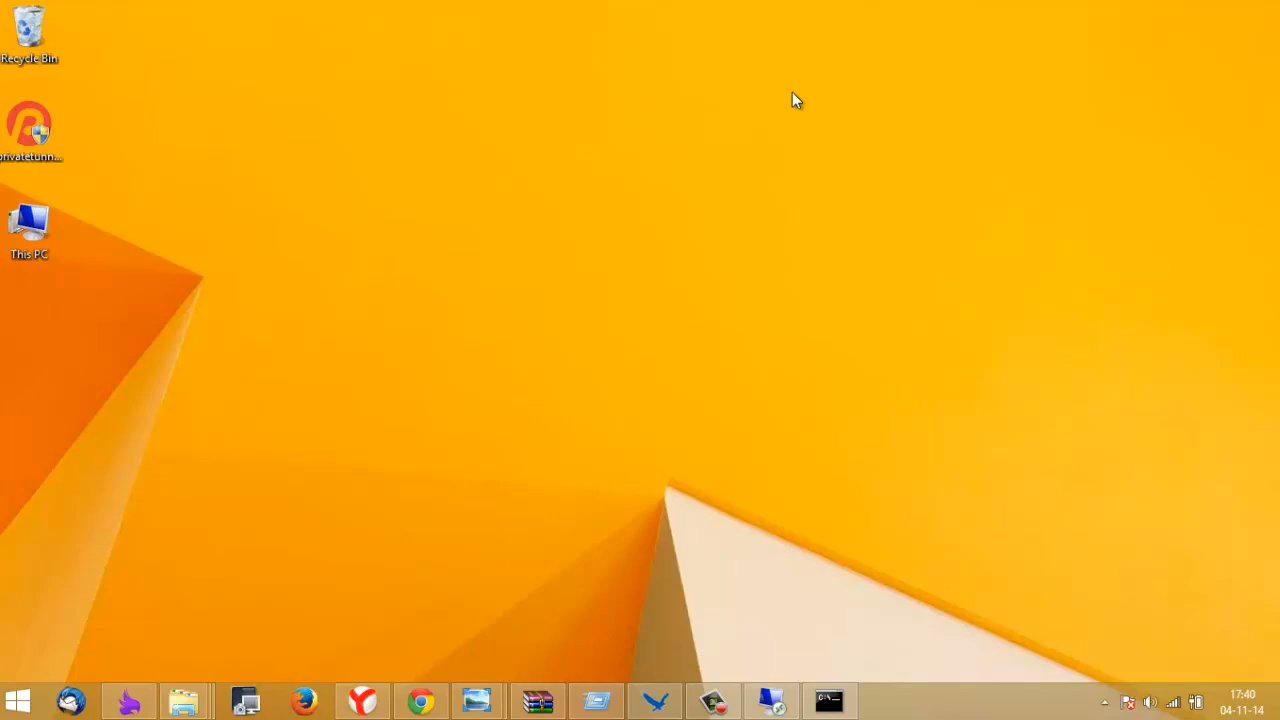 Recycle Bin
privatetunn...
This PC
C:\-
17:40
04-11-14